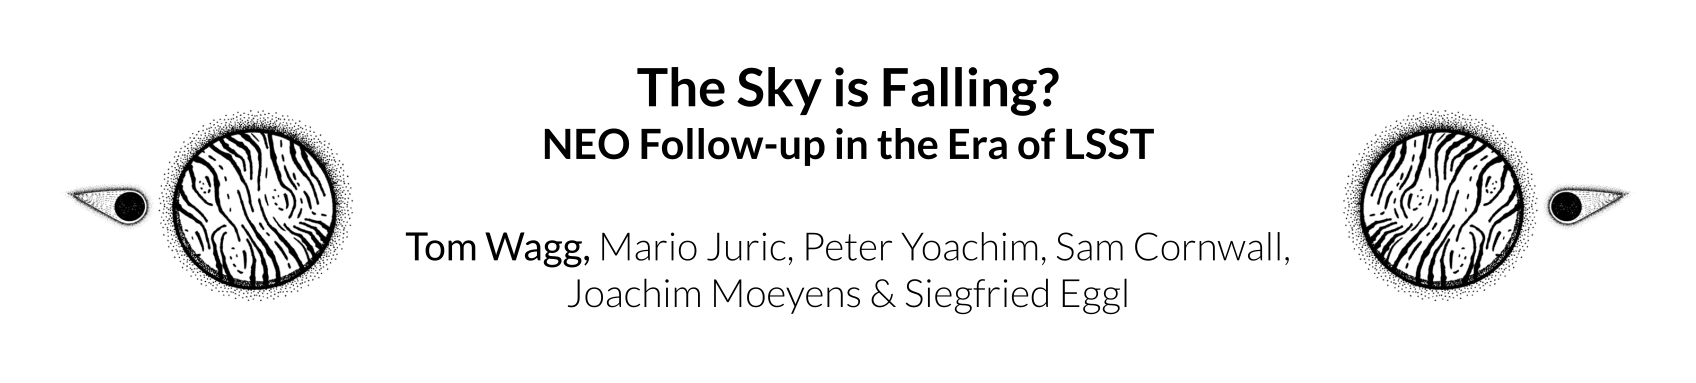 The Sky is Falling?
NEO Follow-up in the Era of LSST
Tom Wagg, Mario Juric, Peter Yoachim, Sam Cornwall,
Joachim Moeyens & Siegfried Eggl